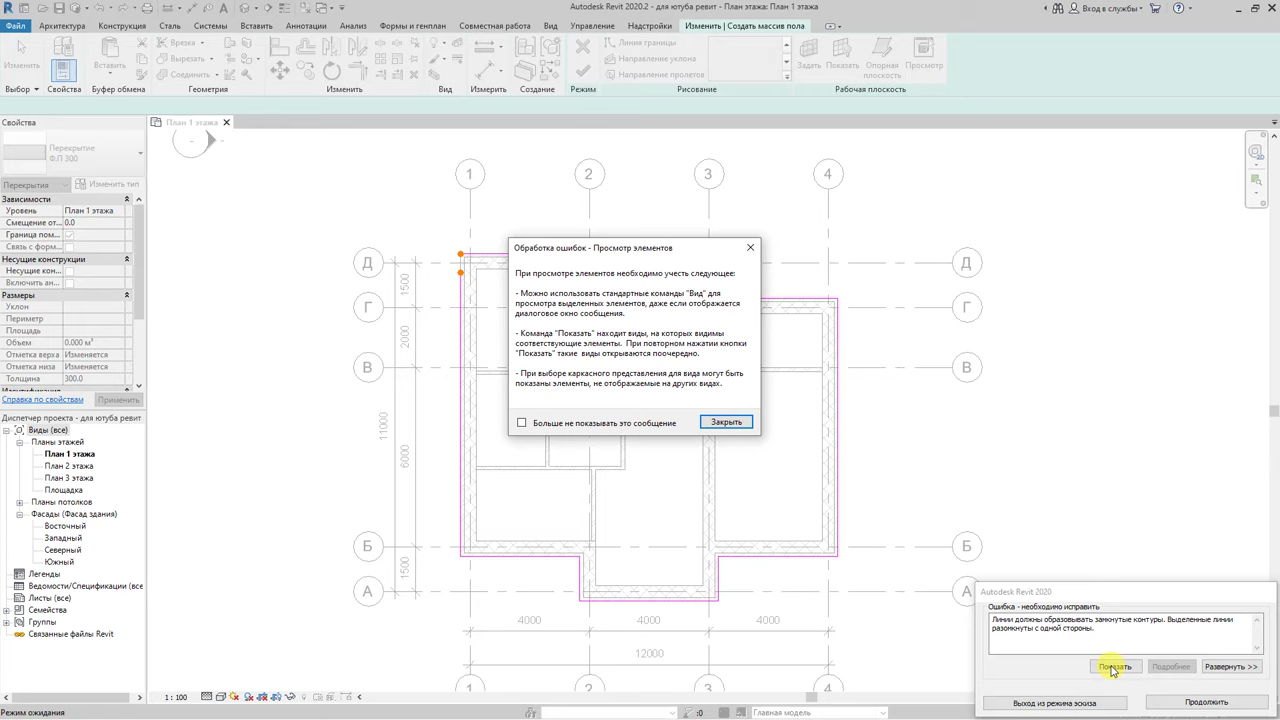 Autodesk Revit 2020.2 - для ютуба ревит - План этажа: План 1 этажа
Вход в службы
Файл Архитектура Конструкция Сталь Системы Вставить Аннотации Анализ Формы и генплан Совместная работа Вид Управление Надстройки Изменить | Создать массив пола
Изменить
Вставить
Врезка
Вырезать
Соединить
Линия границы
Направление уклона
Направление пролетов
Задать Показать Опорная плоскость Просмотр
Выбор Свойства Буфер обмена Геометрия Изменить Вид Измерить Создание Режим Рисование Рабочая плоскость
Свойства
План 1 этажа
Перекрытие
Ф.П 300
Перекрытия
Изменить тип
Зависимости
Уровень План 1 этажа
Смещение от... 0.0
Граница пом...
Связь с форм...
Несущие конструкции
Несущие кон...
Включить ан...
Размеры
Уклон
Периметр
Площадь
Объем 0.000 м³
Отметка верха Изменяется
Отметка низа Изменяется
Толщина 300.0
Справка по свойствам
Применить
Диспетчер проекта - для ютуба ревит
Виды (все)
Планы этажей
План 1 этажа
План 2 этажа
План 3 этажа
Площадка
Планы потолков
Фасады (Фасад здания)
Восточный
Западный
Северный
Южный
Легенды
Ведомости/Спецификации (все
Листы (все)
Семейства
Группы
Связанные файлы Revit
1 2 3 4
Д Д
Г Г
В В
Б Б
А А
1500
2000
11000
6000
1500
4000 4000 4000
12000
1 2 3 4
Обработка ошибок - Просмотр элементов
При просмотре элементов необходимо учесть следующее:
- Можно использовать стандартные команды "Вид" для
просмотра выделенных элементов, даже если отображается
диалоговое окно сообщения.
- Команда "Показать" находит виды, на которых видимы
соответствующие элементы. При повторном нажатии кнопки
"Показать" такие виды открываются поочередно.
- При выборе каркасного представления для вида могут быть
показаны элементы, не отображаемые на других видах.
Больше не показывать это сообщение
Закрыть
Autodesk Revit 2020
Ошибка - необходимо исправить
Линии должны образовывать замкнутые контуры. Выделенные линии
разомкнуты с одной стороны.
Показать Подробнее Развернуть >>
Выход из режима эскиза Продолжить
1 : 100
Режим ожидания
:0
Главная модель